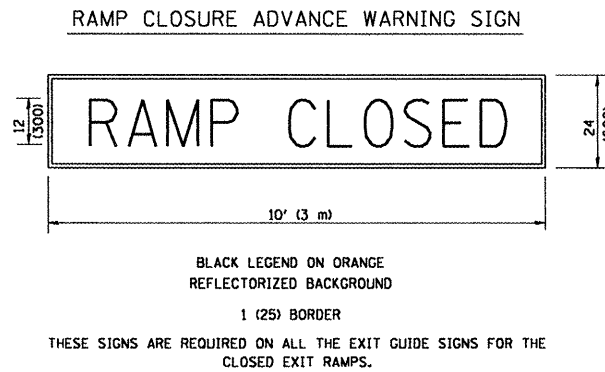 RAMP CLOSURE ADVANCE WARNING SIGN
RAMP CLOSED
12
(300)
24
10' (3 m)
BLACK LEGEND ON ORANGE
REFLECTORIZED BACKGROUND
1 (25) BORDER
THESE SIGNS ARE REQUIRED ON ALL THE EXIT GUIDE SIGNS FOR THE
CLOSED EXIT RAMPS.